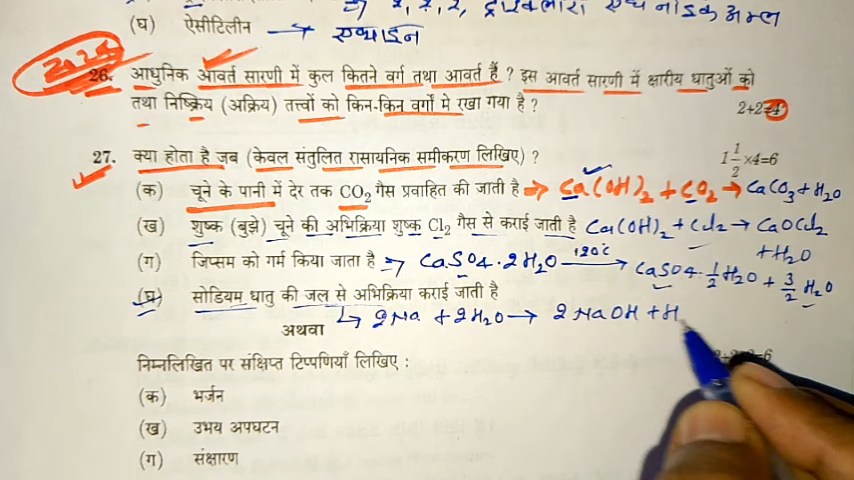 (घ) ऐसीटिलीन → एथाइन
26. आधुनिक आवर्त सारणी में कुल कितने वर्ग तथा आवर्त हैं ? इस आवर्त सारणी में क्षारीय धातुओं को
तथा निष्क्रिय (अक्रिय) तत्त्वों को किन-किन वर्गों मे रखा गया है ? 2+2=4
27. क्या होता है जब (केवल संतुलित रासायनिक समीकरण लिखिए) ? 1 1/2 ×4=6
(क) चूने के पानी में देर तक CO₂ गैस प्रवाहित की जाती है ⇒ Ca(OH)₂ + CO₂ → CaCO₃ + H₂O
(ख) शुष्क (बुझे) चूने की अभिक्रिया शुष्क Cl₂ गैस से कराई जाती है Ca(OH)₂ + Cl₂ → CaOCl₂
+ H₂O
(ग) जिप्सम को गर्म किया जाता है ⇒ CaSO₄·2H₂O 120°C → CaSO₄·1/2 H₂O + 3/2 H₂O
(घ) सोडियम धातु की जल से अभिक्रिया कराई जाती है
↳ 2Na + 2H₂O → 2NaOH + H
अथवा
निम्नलिखित पर संक्षिप्त टिप्पणियाँ लिखिए :
(क) भर्जन
(ख) उभय अपघटन
(ग) संक्षारण